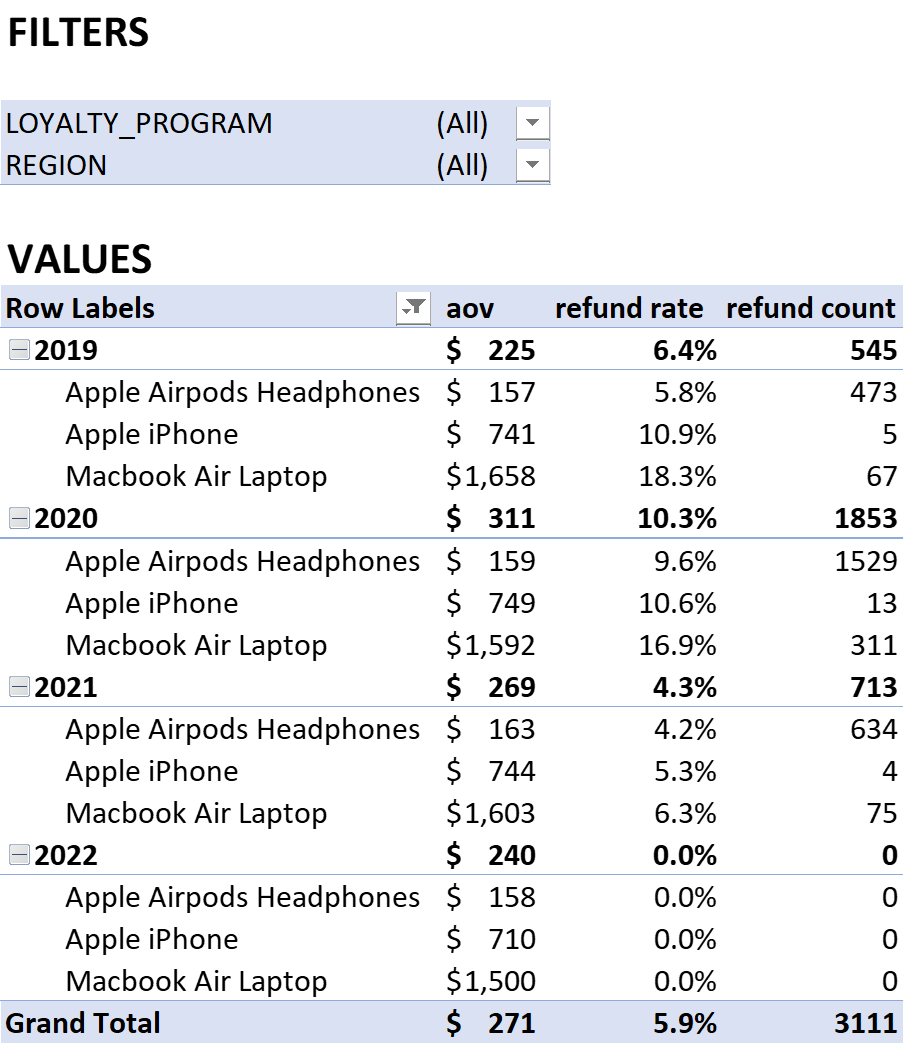 FILTERS
LOYALTY_PROGRAM (All)
REGION (All)
VALUES
Row Labels aov refund rate refund count
2019 $ 225 6.4% 545
Apple Airpods Headphones $ 157 5.8% 473
Apple iPhone $ 741 10.9% 5
Macbook Air Laptop $1,658 18.3% 67
2020 $ 311 10.3% 1853
Apple Airpods Headphones $ 159 9.6% 1529
Apple iPhone $ 749 10.6% 13
Macbook Air Laptop $1,592 16.9% 311
2021 $ 269 4.3% 713
Apple Airpods Headphones $ 163 4.2% 634
Apple iPhone $ 744 5.3% 4
Macbook Air Laptop $1,603 6.3% 75
2022 $ 240 0.0% 0
Apple Airpods Headphones $ 158 0.0% 0
Apple iPhone $ 710 0.0% 0
Macbook Air Laptop $1,500 0.0% 0
Grand Total $ 271 5.9% 3111